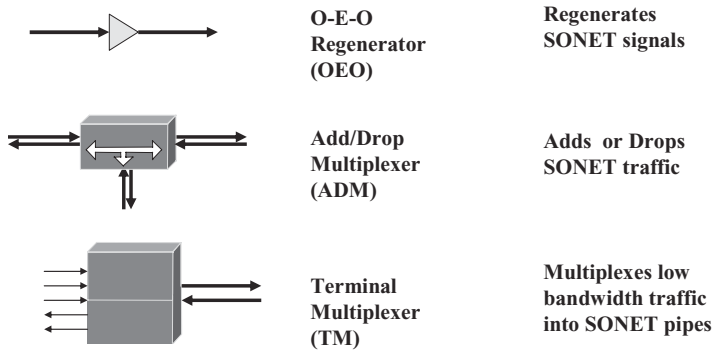 O-E-O
Regenerator
(OEO)
Regenerates
SONET signals
Add/Drop
Multiplexer
(ADM)
Adds or Drops
SONET traffic
Terminal
Multiplexer
(TM)
Multiplexes low
bandwidth traffic
into SONET pipes